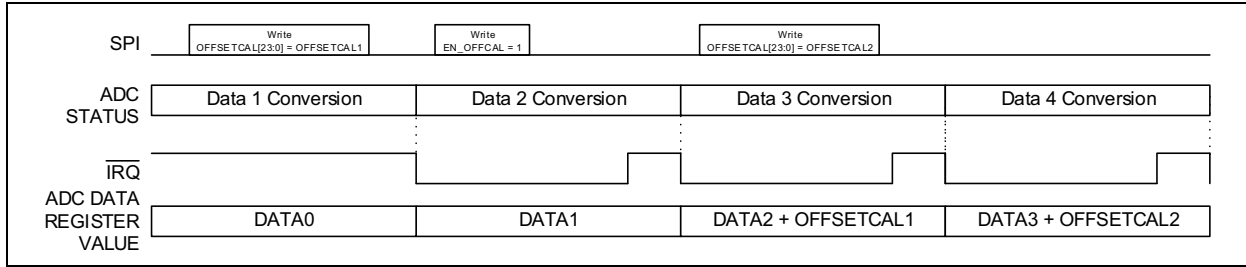 SPI
Write
OFFSETCAL[23:0] = OFFSETCAL1
Write
EN_OFFCAL = 1
Write
OFFSETCAL[23:0] = OFFSETCAL2
ADC
STATUS
Data 1 Conversion
Data 2 Conversion
Data 3 Conversion
Data 4 Conversion
IRQ
ADC DATA
REGISTER
VALUE
DATA0
DATA1
DATA2 + OFFSETCAL1
DATA3 + OFFSETCAL2